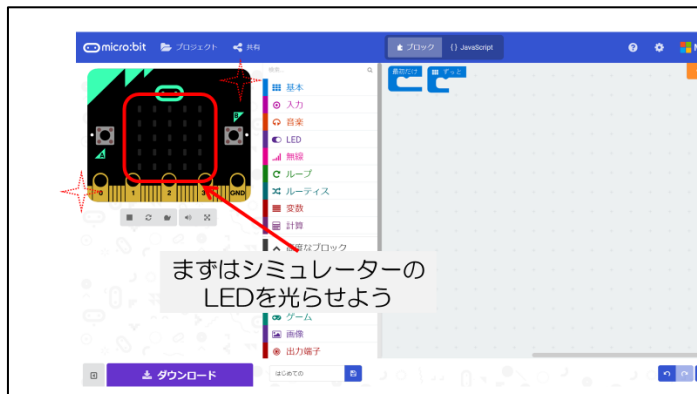 micro:bit プロジェクト 共有 ブロック {} JavaScript
検索...
最初だけ ずっと
基本
入力
音楽
LED
無線
ループ
ルーティス
変数
計算
高度なブロック
まずはシミュレーターの
LEDを光らせよう
ゲーム
画像
出力端子
B
A
0 1 2 3 GND
ダウンロード はじめての